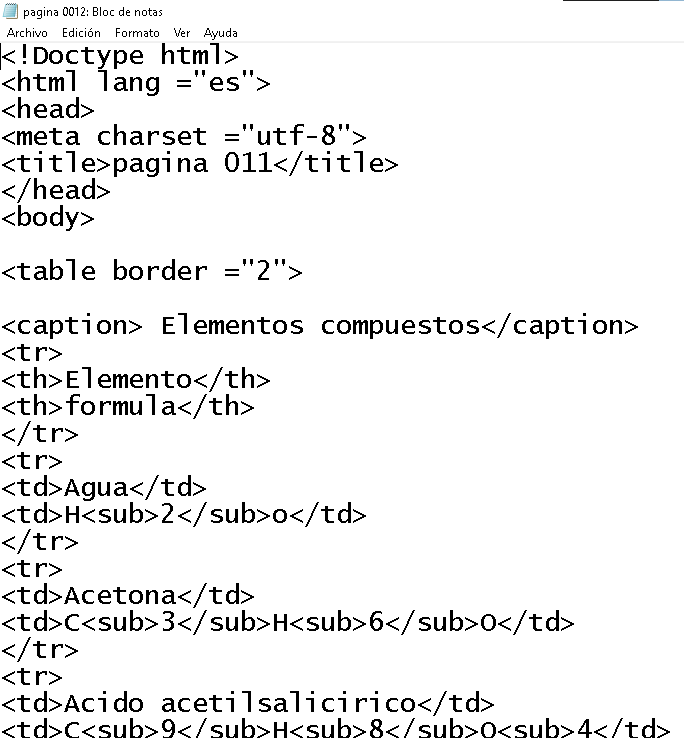 pagina 0012: Bloc de notas
Archivo Edición Formato Ver Ayuda
<!Doctype html>
<html lang ="es">
<head>
<meta charset ="utf-8">
<title>pagina 011</title>
</head>
<body>
<table border ="2">
<caption> Elementos compuestos</caption>
<tr>
<th>Elemento</th>
<th>formula</th>
</tr>
<tr>
<td>Agua</td>
<td>H<sub>2</sub>o</td>
</tr>
<tr>
<td>Acetona</td>
<td>C<sub>3</sub>H<sub>6</sub>O</td>
</tr>
<tr>
<td>Acido acetilsalicirico</td>
<td>C<sub>9</sub>H<sub>8</sub>O<sub>4</td>